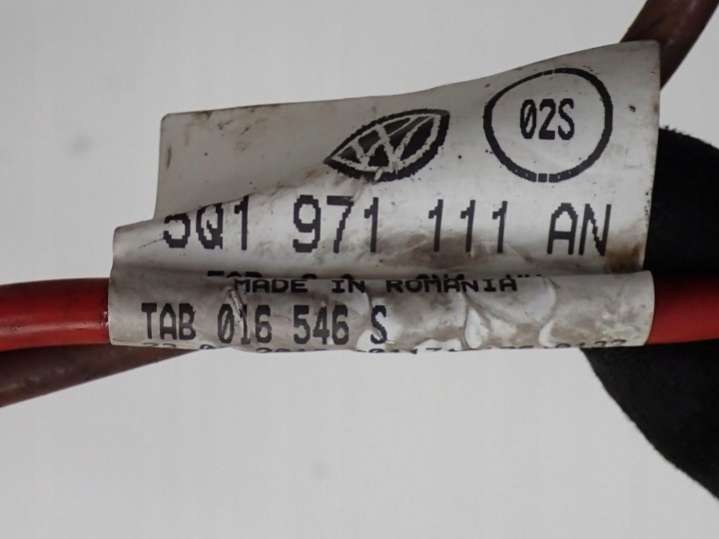 02S
5Q1 971 111 AN
"MADE IN ROMANIA"
TAB 016 546 S